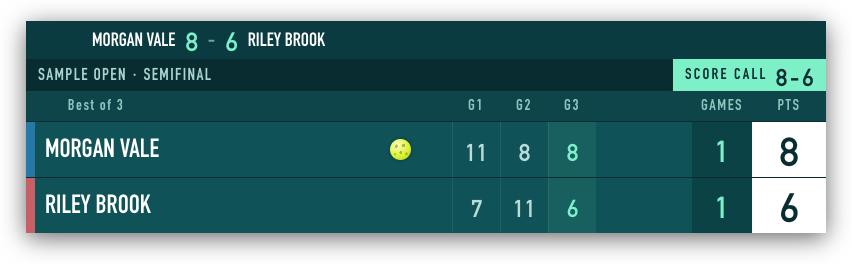 MORGAN VALE 8 - 6 RILEY BROOK
SAMPLE OPEN · SEMIFINAL SCORE CALL 8-6
Best of 3 G1 G2 G3 GAMES PTS
MORGAN VALE 11 8 8 1 8
RILEY BROOK 7 11 6 1 6